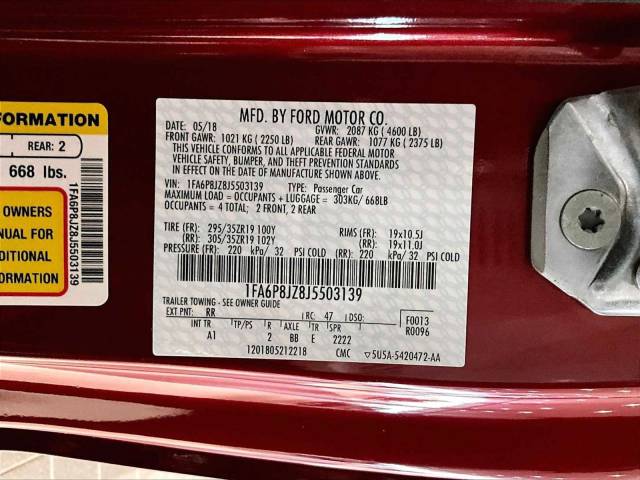 FORMATION
REAR: 2
668 lbs.
OWNERS
NUAL FOR
DITIONAL
FORMATION
1FA6P8JZ8J5503139
MFD. BY FORD MOTOR CO.
DATE: 05/18 GVWR: 2087 KG ( 4600 LB)
FRONT GAWR: 1021 KG ( 2250 LB) REAR GAWR: 1077 KG ( 2375 LB)
THIS VEHICLE CONFORMS TO ALL APPLICABLE FEDERAL MOTOR
VEHICLE SAFETY, BUMPER, AND THEFT PREVENTION STANDARDS
IN EFFECT ON THE DATE OF MANUFACTURE SHOWN ABOVE.
VEHICLE IDENT NO: 1FA6P8JZ8J5503139 TYPE: Passenger Car
MAXIMUM LOAD = OCCUPANTS + LUGGAGE = 303KG/ 668LB
OCCUPANTS = 4 TOTAL; 2 FRONT, 2 REAR
TIRE (FR): 295/35ZR19 100Y RIMS (FR): 19x10.5J
(RR): 305/35ZR19 102Y (RR): 19x11.0J
PRESSURE (FR): 220 kPa/ 32 PSI COLD (RR): 220 kPa/ 32 PSI COLD
1FA6P8JZ8J5503139
TRAILER TOWING - SEE OWNER GUIDE
EXT PNT: RR RC: 47 DSO: F0013
R0096
INT TR TP/PS R AXLE TR SPR
A1 2 BB E 2222
1201805212218 CMC 5U5A-5420472-AA